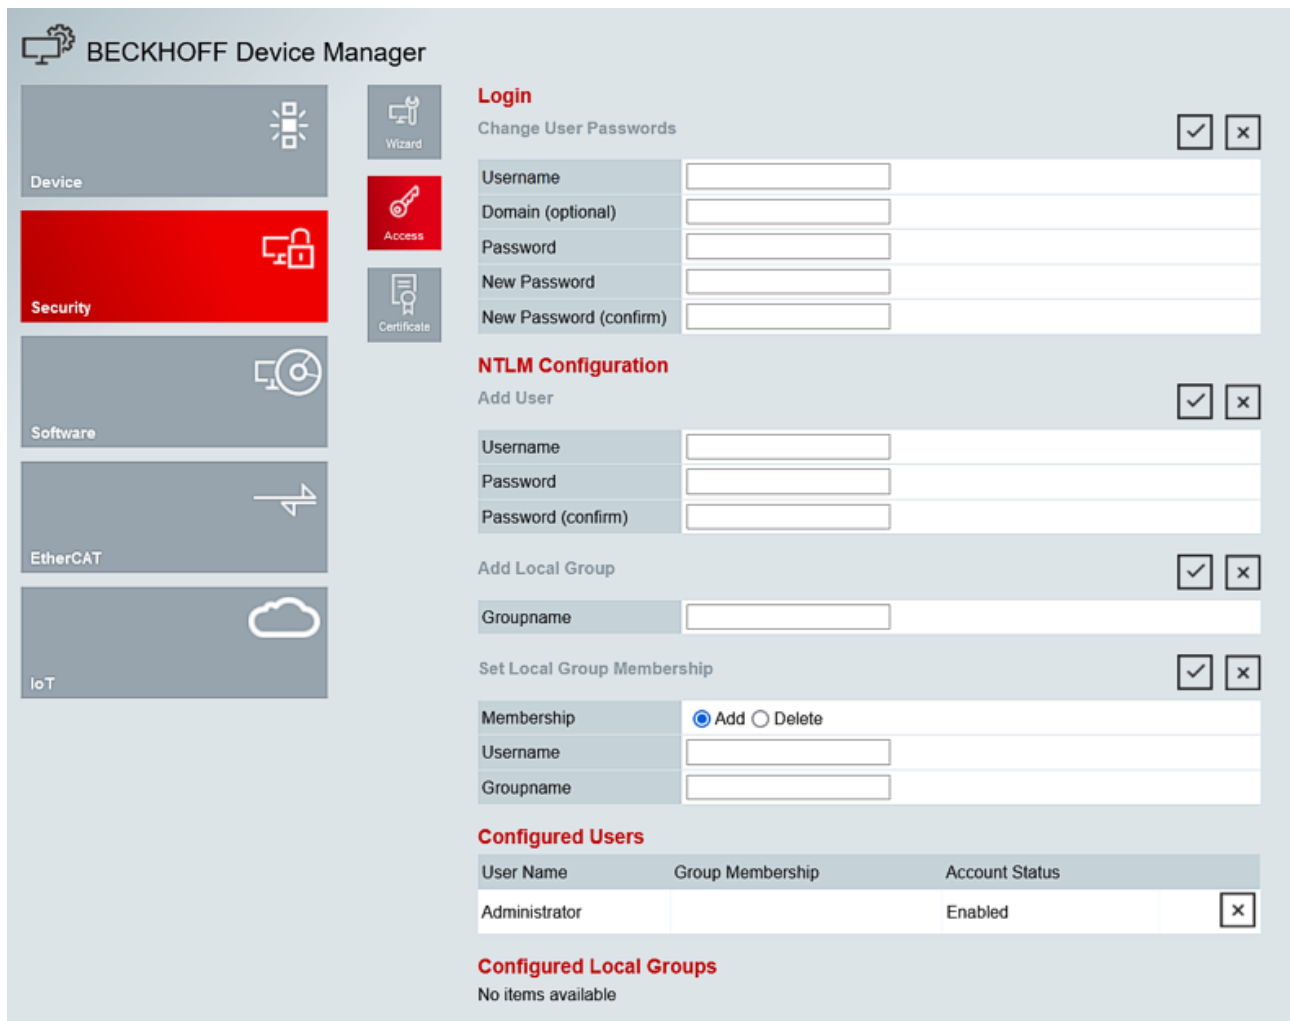 BECKHOFF Device Manager
Device
Security
Software
EtherCAT
IoT
Wizard
Access
Certificate
Login
Change User Passwords
Username
Domain (optional)
Password
New Password
New Password (confirm)
NTLM Configuration
Add User
Username
Password
Password (confirm)
Add Local Group
Groupname
Set Local Group Membership
Membership Add Delete
Username
Groupname
Configured Users
User Name Group Membership Account Status
Administrator Enabled
Configured Local Groups
No items available